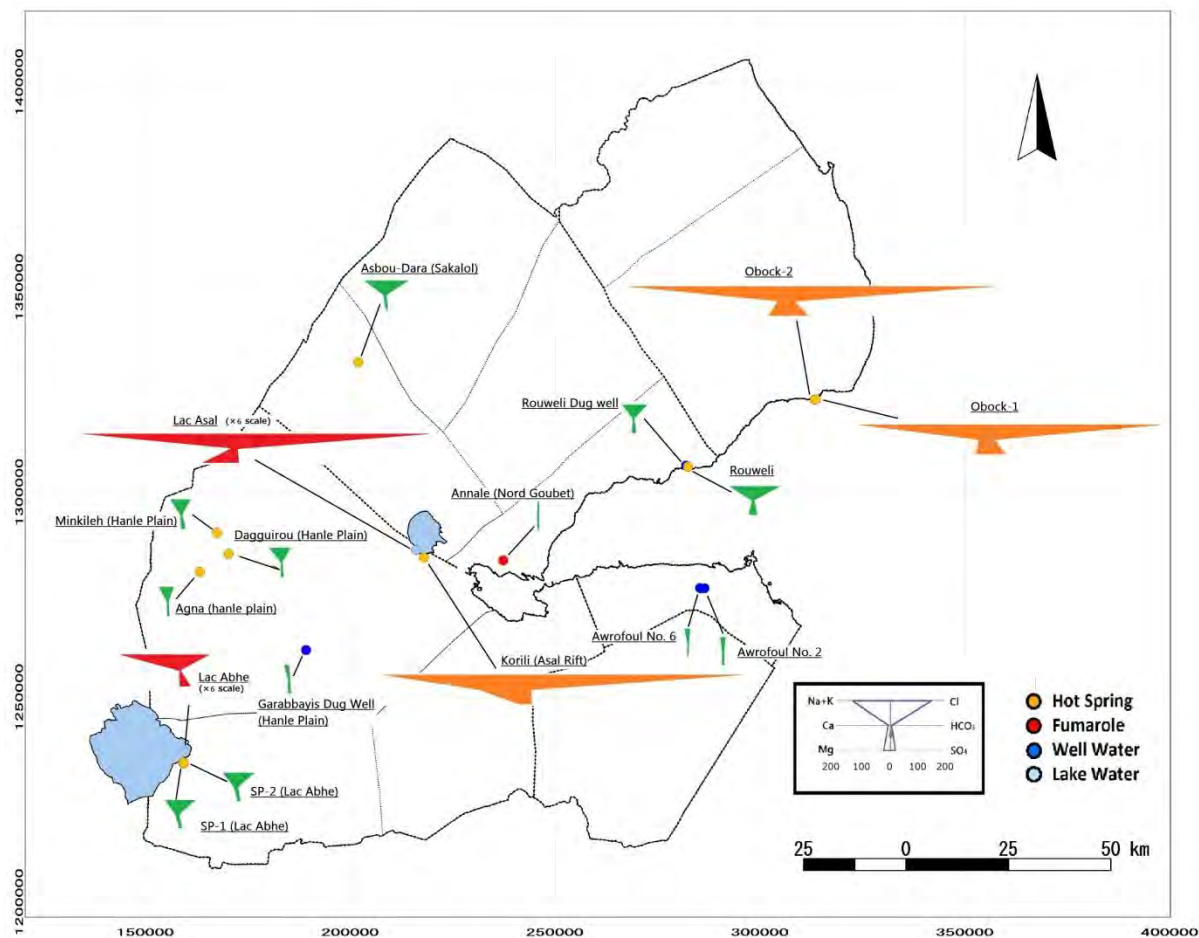 1400000
1350000
1300000
1250000
1200000
Asbou-Dara (Sakalol)
Obock-2
Rouweli Dug well
Lac Asal (×6 scale)
Obock-1
Rouweli
Annale (Nord Goubet)
Minkileh (Hanle Plain)
Dagguirou (Hanle Plain)
Agna (hanle plain)
Awrofoul No. 6
Awrofoul No. 2
Korili (Asal Rift)
Lac Abhe
(×6 scale)
Garabbayis Dug Well
(Hanle Plain)
SP-2 (Lac Abhe)
SP-1 (Lac Abhe)
Na+K Cl
Ca HCO₃
Mg SO₄
200 100 0 100 200
Hot Spring
Fumarole
Well Water
Lake Water
25 0 25 50 km
150000 200000 250000 300000 350000 400000